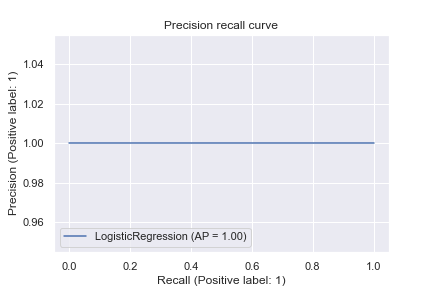 Precision recall curve
Precision (Positive label: 1)
1.04
1.02
1.00
0.98
0.96
LogisticRegression (AP = 1.00)
0.0 0.2 0.4 0.6 0.8 1.0
Recall (Positive label: 1)